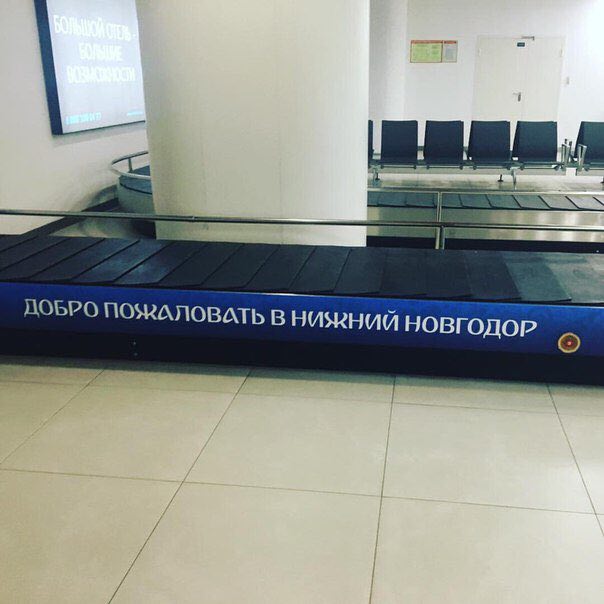 БОЛЬШОЙ ОТЕЛЬ -
БОЛЬШИЕ
ВОЗМОЖНОСТИ
ДОБРО ПОЖАЛОВАТЬ В НИЖНИЙ НОВГОДОР